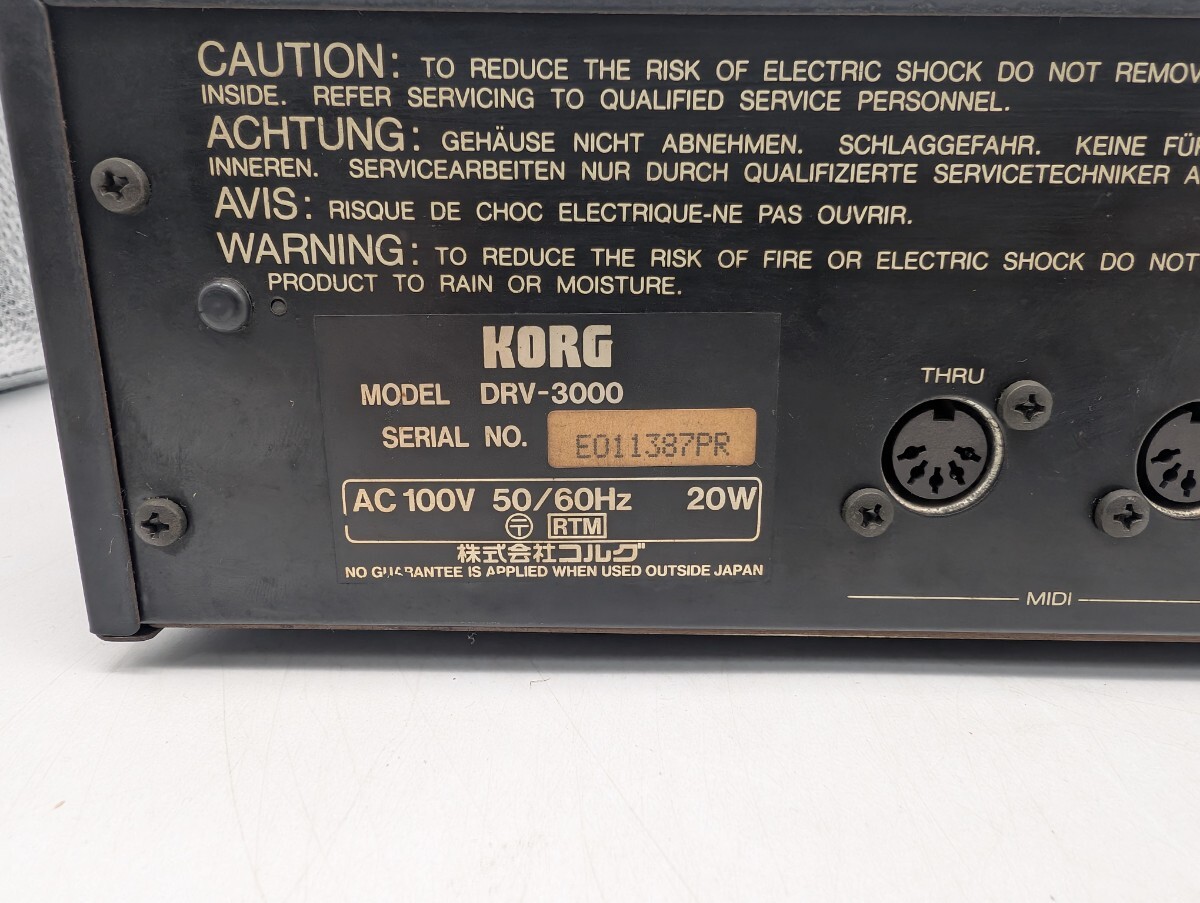 CAUTION: TO REDUCE THE RISK OF ELECTRIC SHOCK DO NOT REMOV
INSIDE. REFER SERVICING TO QUALIFIED SERVICE PERSONNEL.
ACHTUNG: GEHÄUSE NICHT ABNEHMEN. SCHLAGGEFAHR. KEINE FÜR
INNEREN. SERVICEARBEITEN NUR DURCH QUALIFIZIERTE SERVICETECHNIKER A
AVIS: RISQUE DE CHOC ELECTRIQUE-NE PAS OUVRIR.
WARNING: TO REDUCE THE RISK OF FIRE OR ELECTRIC SHOCK DO NOT
PRODUCT TO RAIN OR MOISTURE.
KORG
MODEL DRV-3000
SERIAL NO. E011387PR
AC 100V 50/60Hz 20W
〶 RTM
株式会社コルグ
NO GUARANTEE IS APPLIED WHEN USED OUTSIDE JAPAN
THRU
MIDI